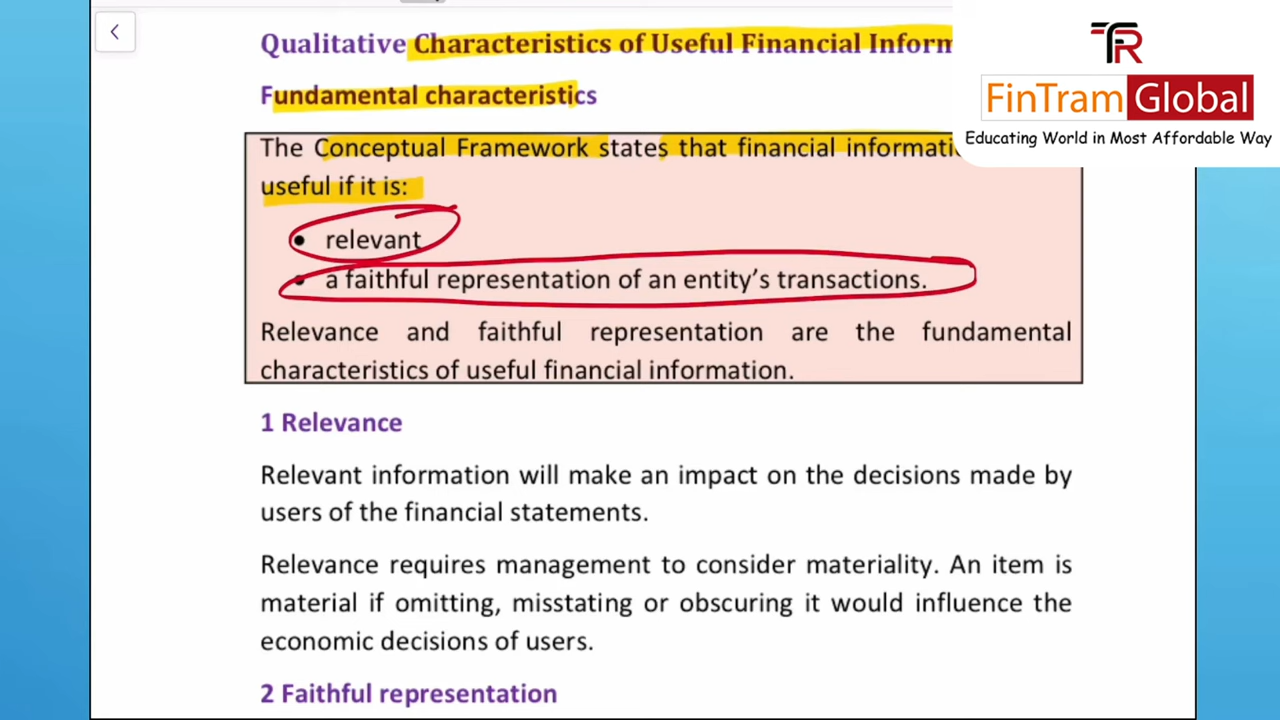 Qualitative Characteristics of Useful Financial Inform
Fundamental characteristics
The Conceptual Framework states that financial informati
useful if it is:
• relevant
• a faithful representation of an entity’s transactions.
Relevance and faithful representation are the fundamental
characteristics of useful financial information.
1 Relevance
Relevant information will make an impact on the decisions made by
users of the financial statements.
Relevance requires management to consider materiality. An item is
material if omitting, misstating or obscuring it would influence the
economic decisions of users.
2 Faithful representation
FinTram Global
Educating World in Most Affordable Way